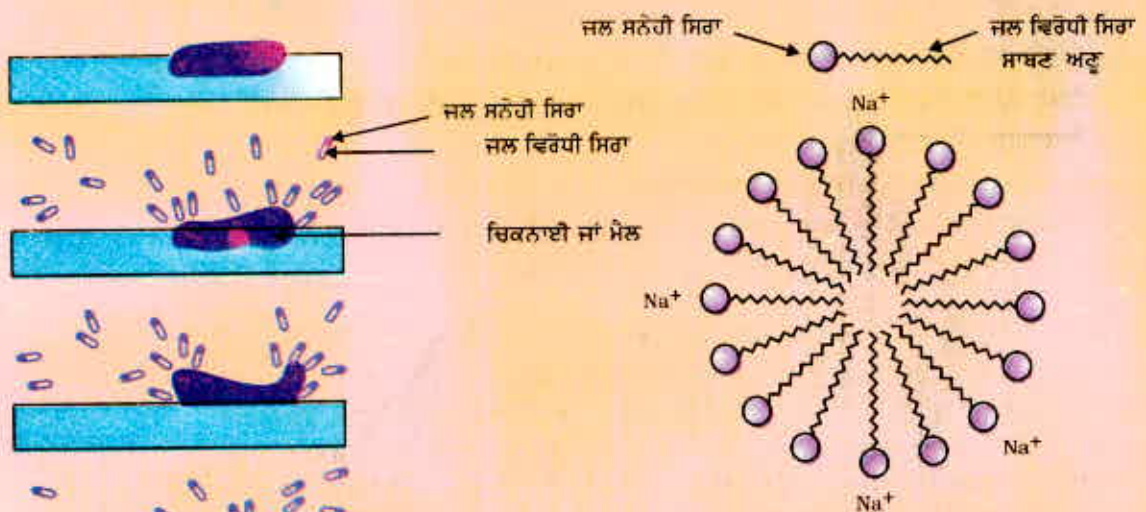 ਜਲ ਸਨੇਹੀ ਸਿਰਾ
ਜਲ ਵਿਰੋਧੀ ਸਿਰਾ
ਸਾਬਣ ਅਣੂ
Na⁺
ਜਲ ਸਨੇਹੀ ਸਿਰਾ
ਜਲ ਵਿਰੋਧੀ ਸਿਰਾ
ਚਿਕਨਾਈ ਜਾਂ ਮੈਲ
Na⁺
Na⁺
Na⁺